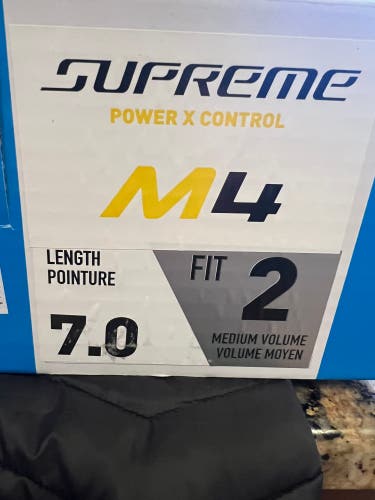 SUPREME
POWER X CONTROL
M4
LENGTH
POINTURE
7.0
FIT 2
MEDIUM VOLUME
VOLUME MOYEN